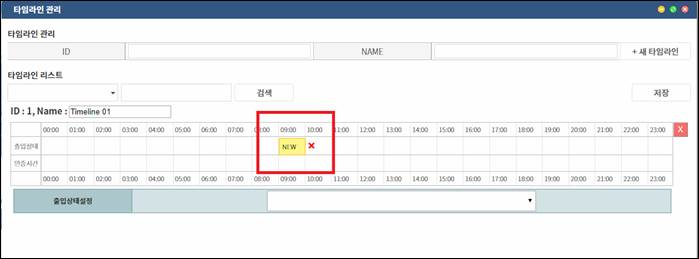 타임라인 관리
타임라인 관리
ID NAME + 새 타임라인
타임라인 리스트
검색 저장
ID : 1, Name : Timeline 01
00:00 01:00 02:00 03:00 04:00 05:00 06:00 07:00 08:00 09:00 10:00 11:00 12:00 13:00 14:00 15:00 16:00 17:00 18:00 19:00 20:00 21:00 22:00 23:00 X
출입상태 NEW
인증시간
00:00 01:00 02:00 03:00 04:00 05:00 06:00 07:00 08:00 09:00 10:00 11:00 12:00 13:00 14:00 15:00 16:00 17:00 18:00 19:00 20:00 21:00 22:00 23:00
출입상태설정